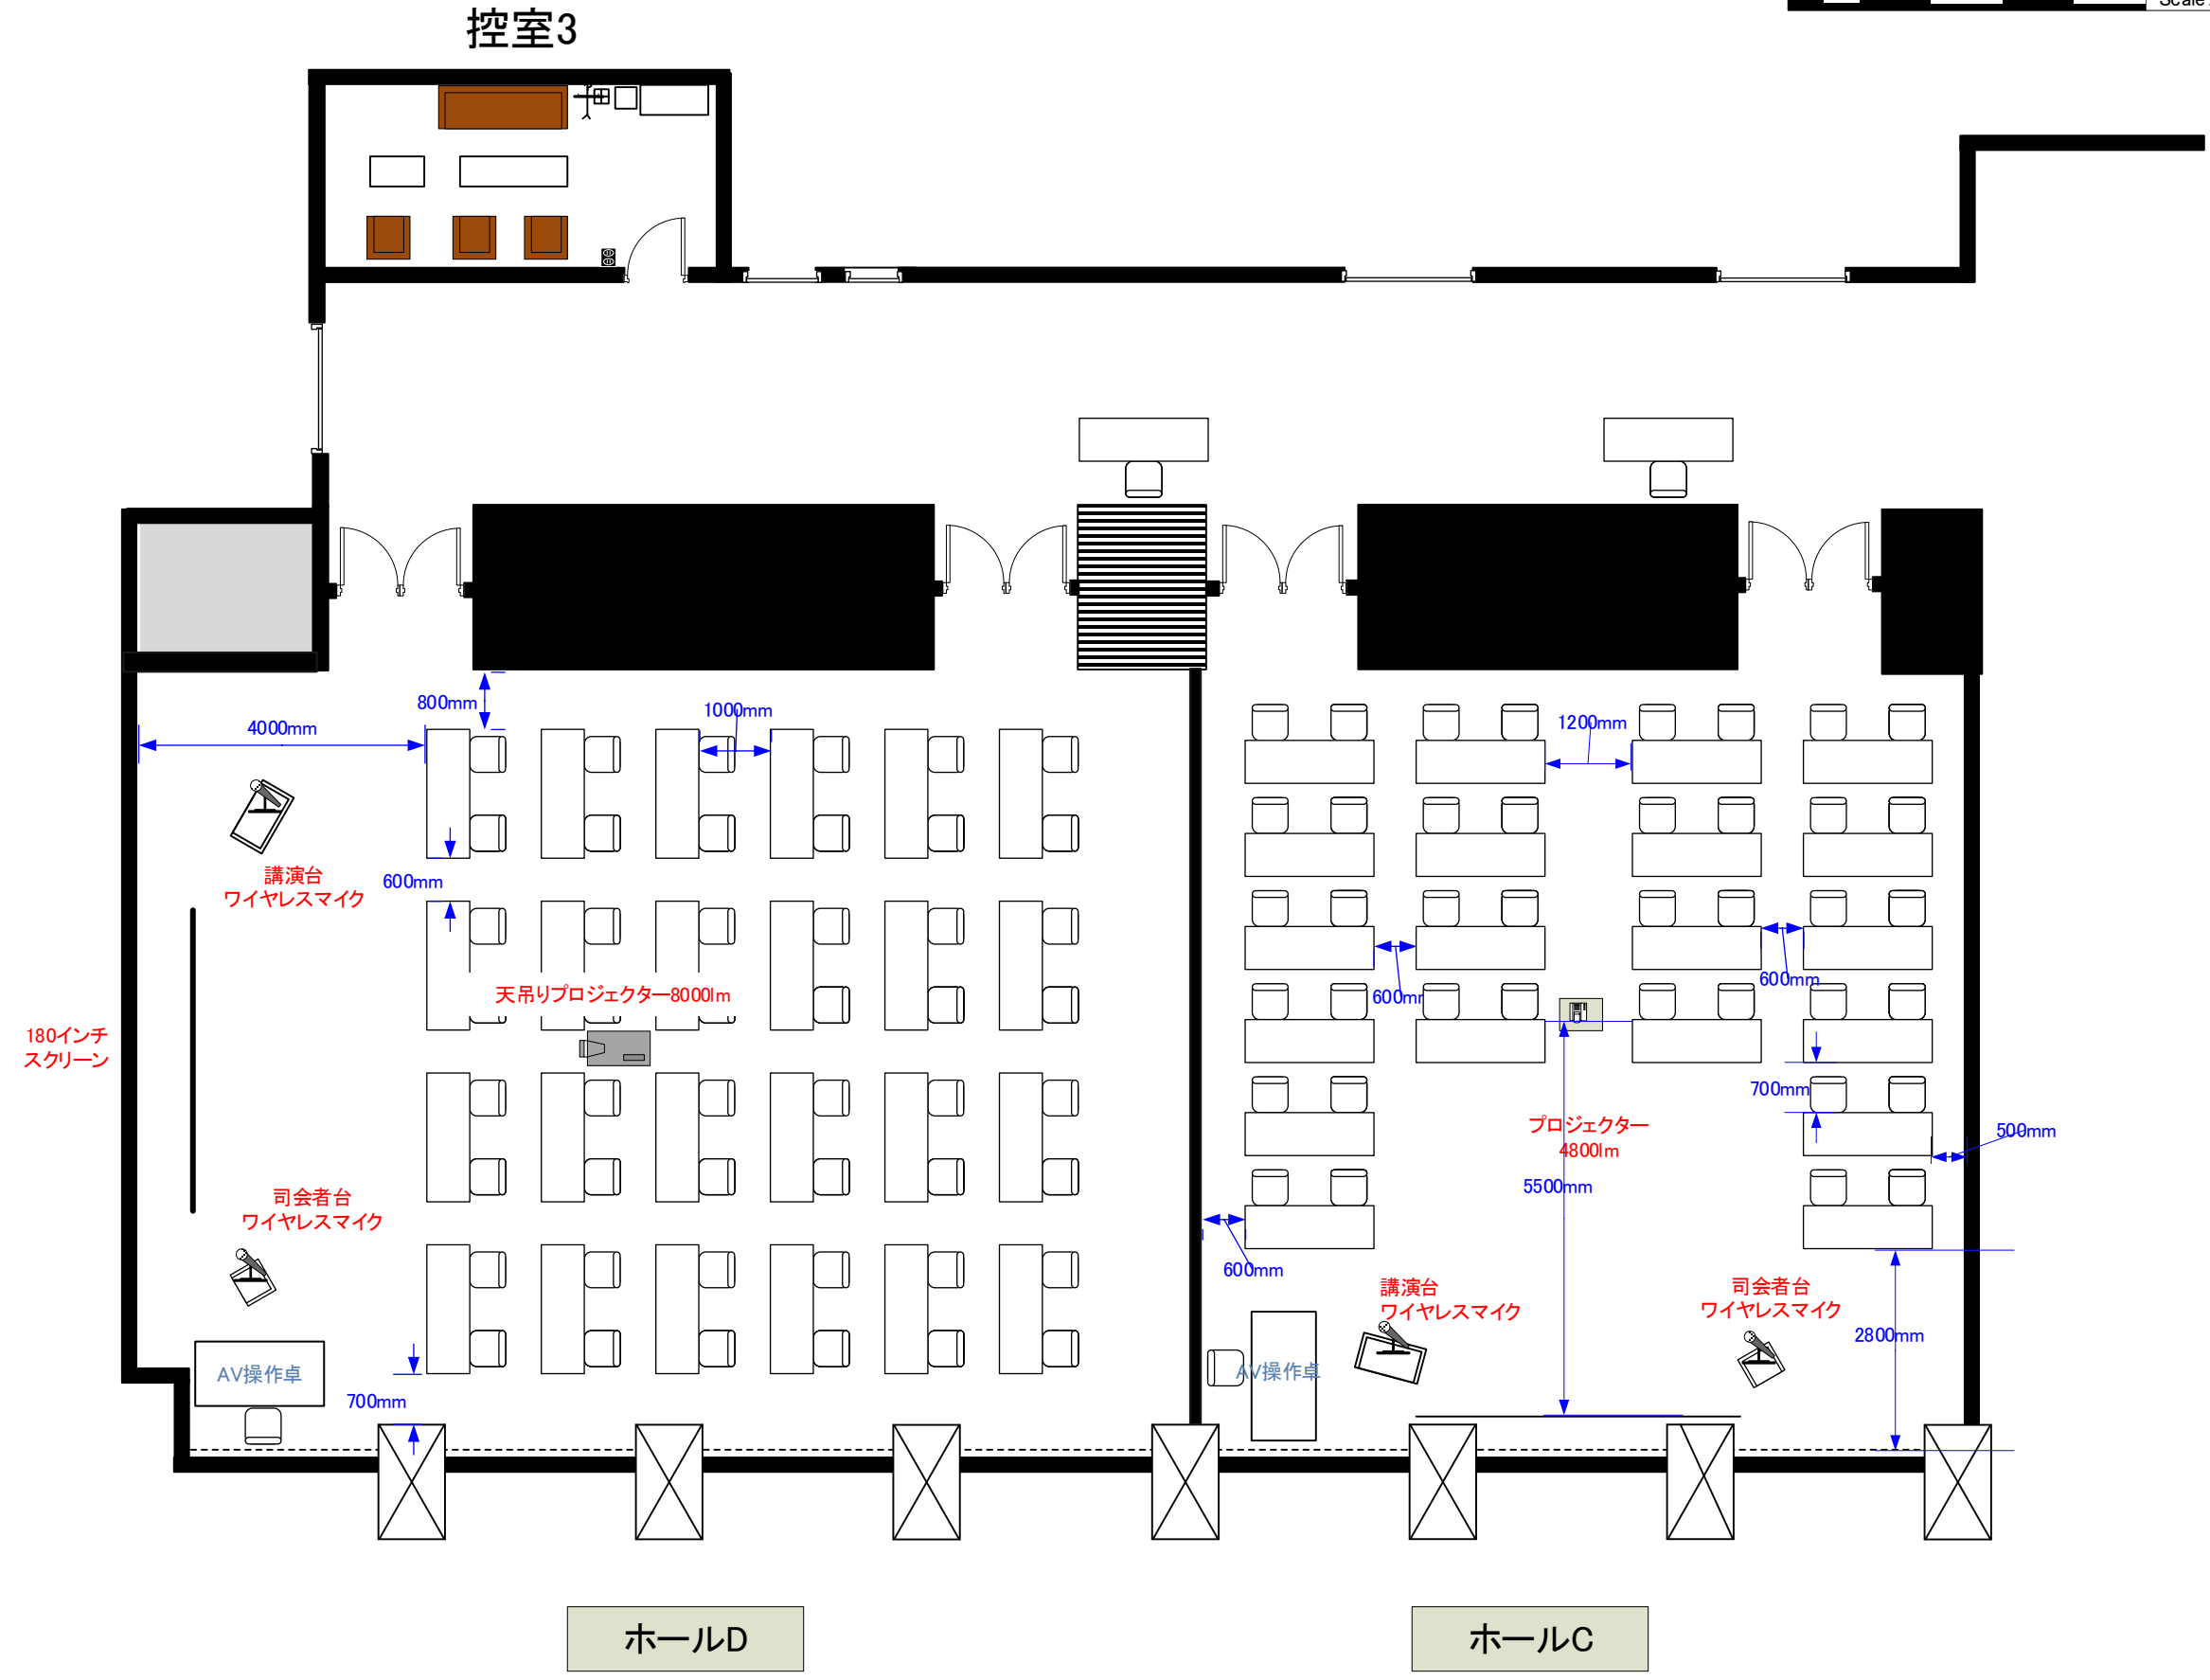 控室3
800mm
4000mm
1000mm
1200mm
講演台
ワイヤレスマイク
600mm
天吊りプロジェクター8000lm
600mm
180インチ
スクリーン
700mm
プロジェクター
4800lm
500mm
5500mm
司会者台
ワイヤレスマイク
600mm
講演台
ワイヤレスマイク
司会者台
ワイヤレスマイク
2800mm
AV操作卓
AV操作卓
700mm
ホールD
ホールC